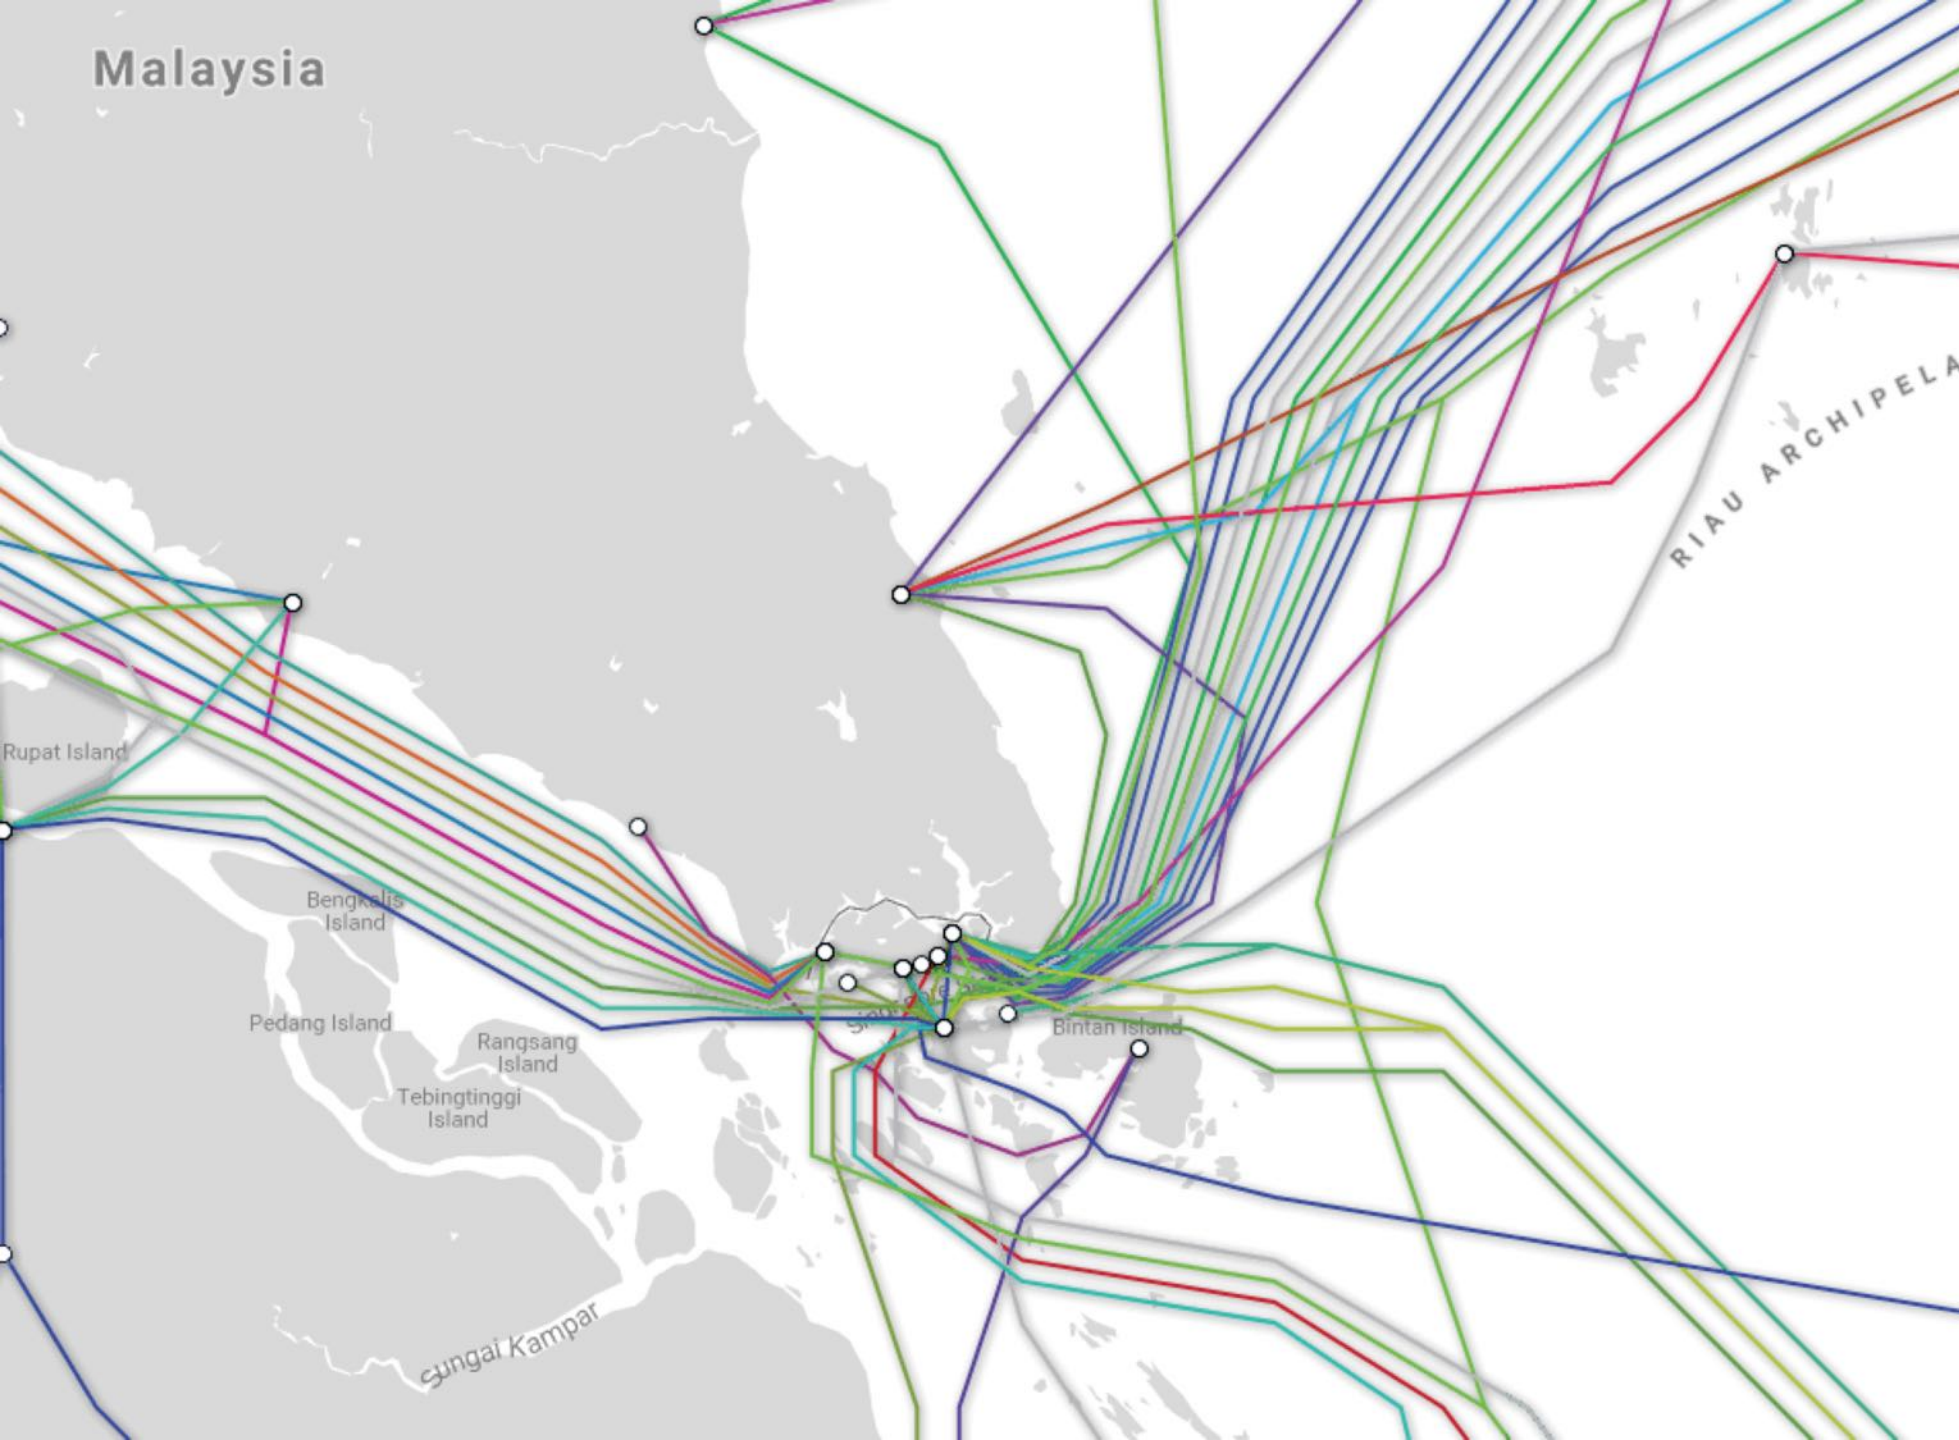 Malaysia
RIAU ARCHIPELA
Rupat Island
Bengkalis
Island
Pedang Island
Rangsang
Island
Tebingtinggi
Island
Bintan Island
Sungai Kampar